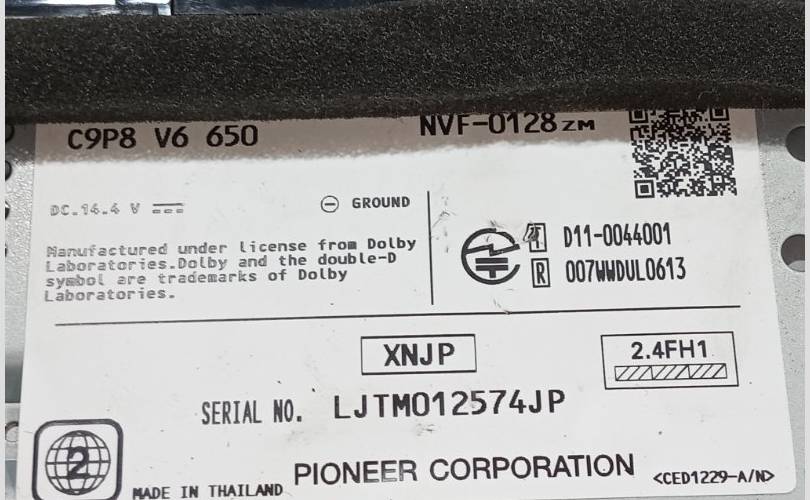 C9P8 V6 650
NVF-0128ZM
DC.14.4 V
GROUND
Manufactured under license from Dolby
Laboratories.Dolby and the double-D
symbol are trademarks of Dolby
Laboratories.
T D11-0044001
R 007WWDUL0613
XNJP
2.4FH1
SERIAL NO. LJTM012574JP
2
MADE IN THAILAND
PIONEER CORPORATION
<CED1229-A/N>